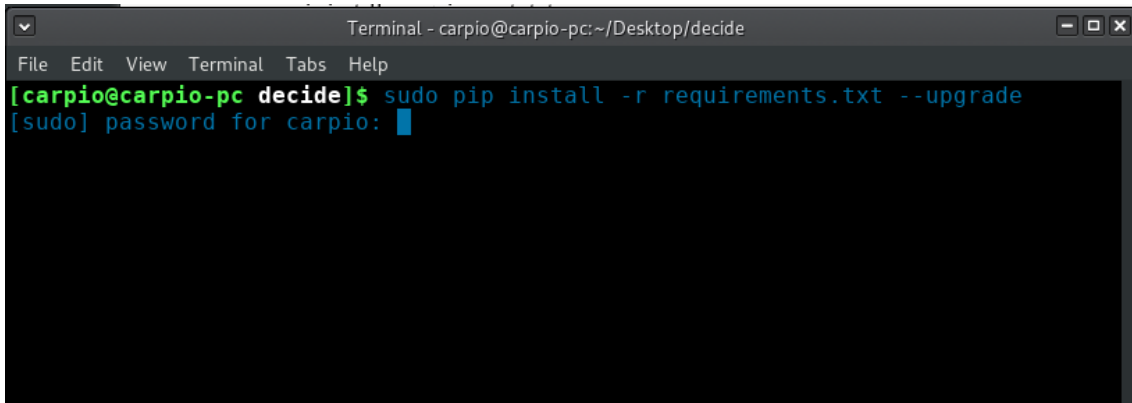 Terminal - carpio@carpio-pc:~/Desktop/decide
File Edit View Terminal Tabs Help
[carpio@carpio-pc decide]$ sudo pip install -r requirements.txt --upgrade
[sudo] password for carpio: